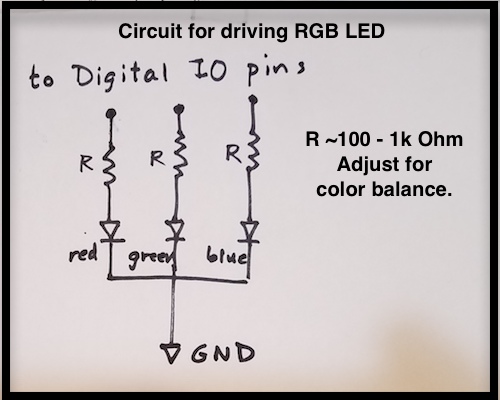 Circuit for driving RGB LED
to Digital IO pins
R ~100 - 1k Ohm
Adjust for
color balance.
R R R
red green blue
GND